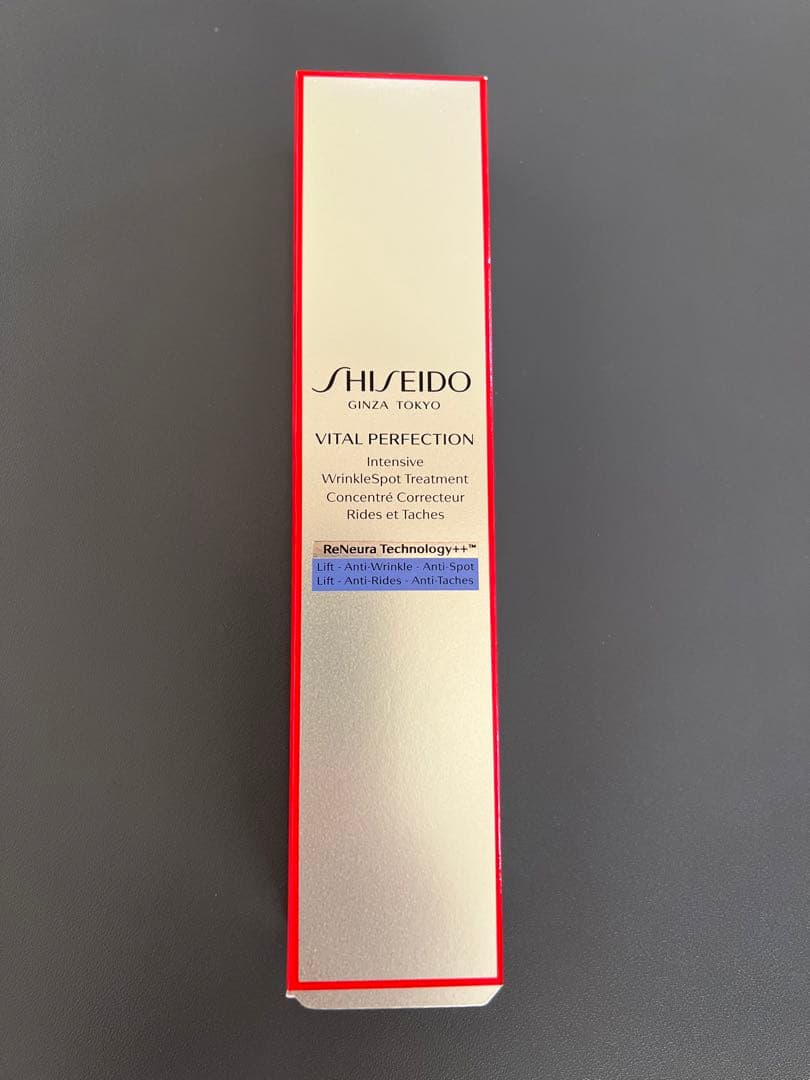 SHISEIDO
GINZA TOKYO
VITAL PERFECTION
Intensive
WrinkleSpot Treatment
Concentré Correcteur
Rides et Taches
ReNeura Technology++™
Lift - Anti-Wrinkle - Anti-Spot
Lift - Anti-Rides - Anti-Taches